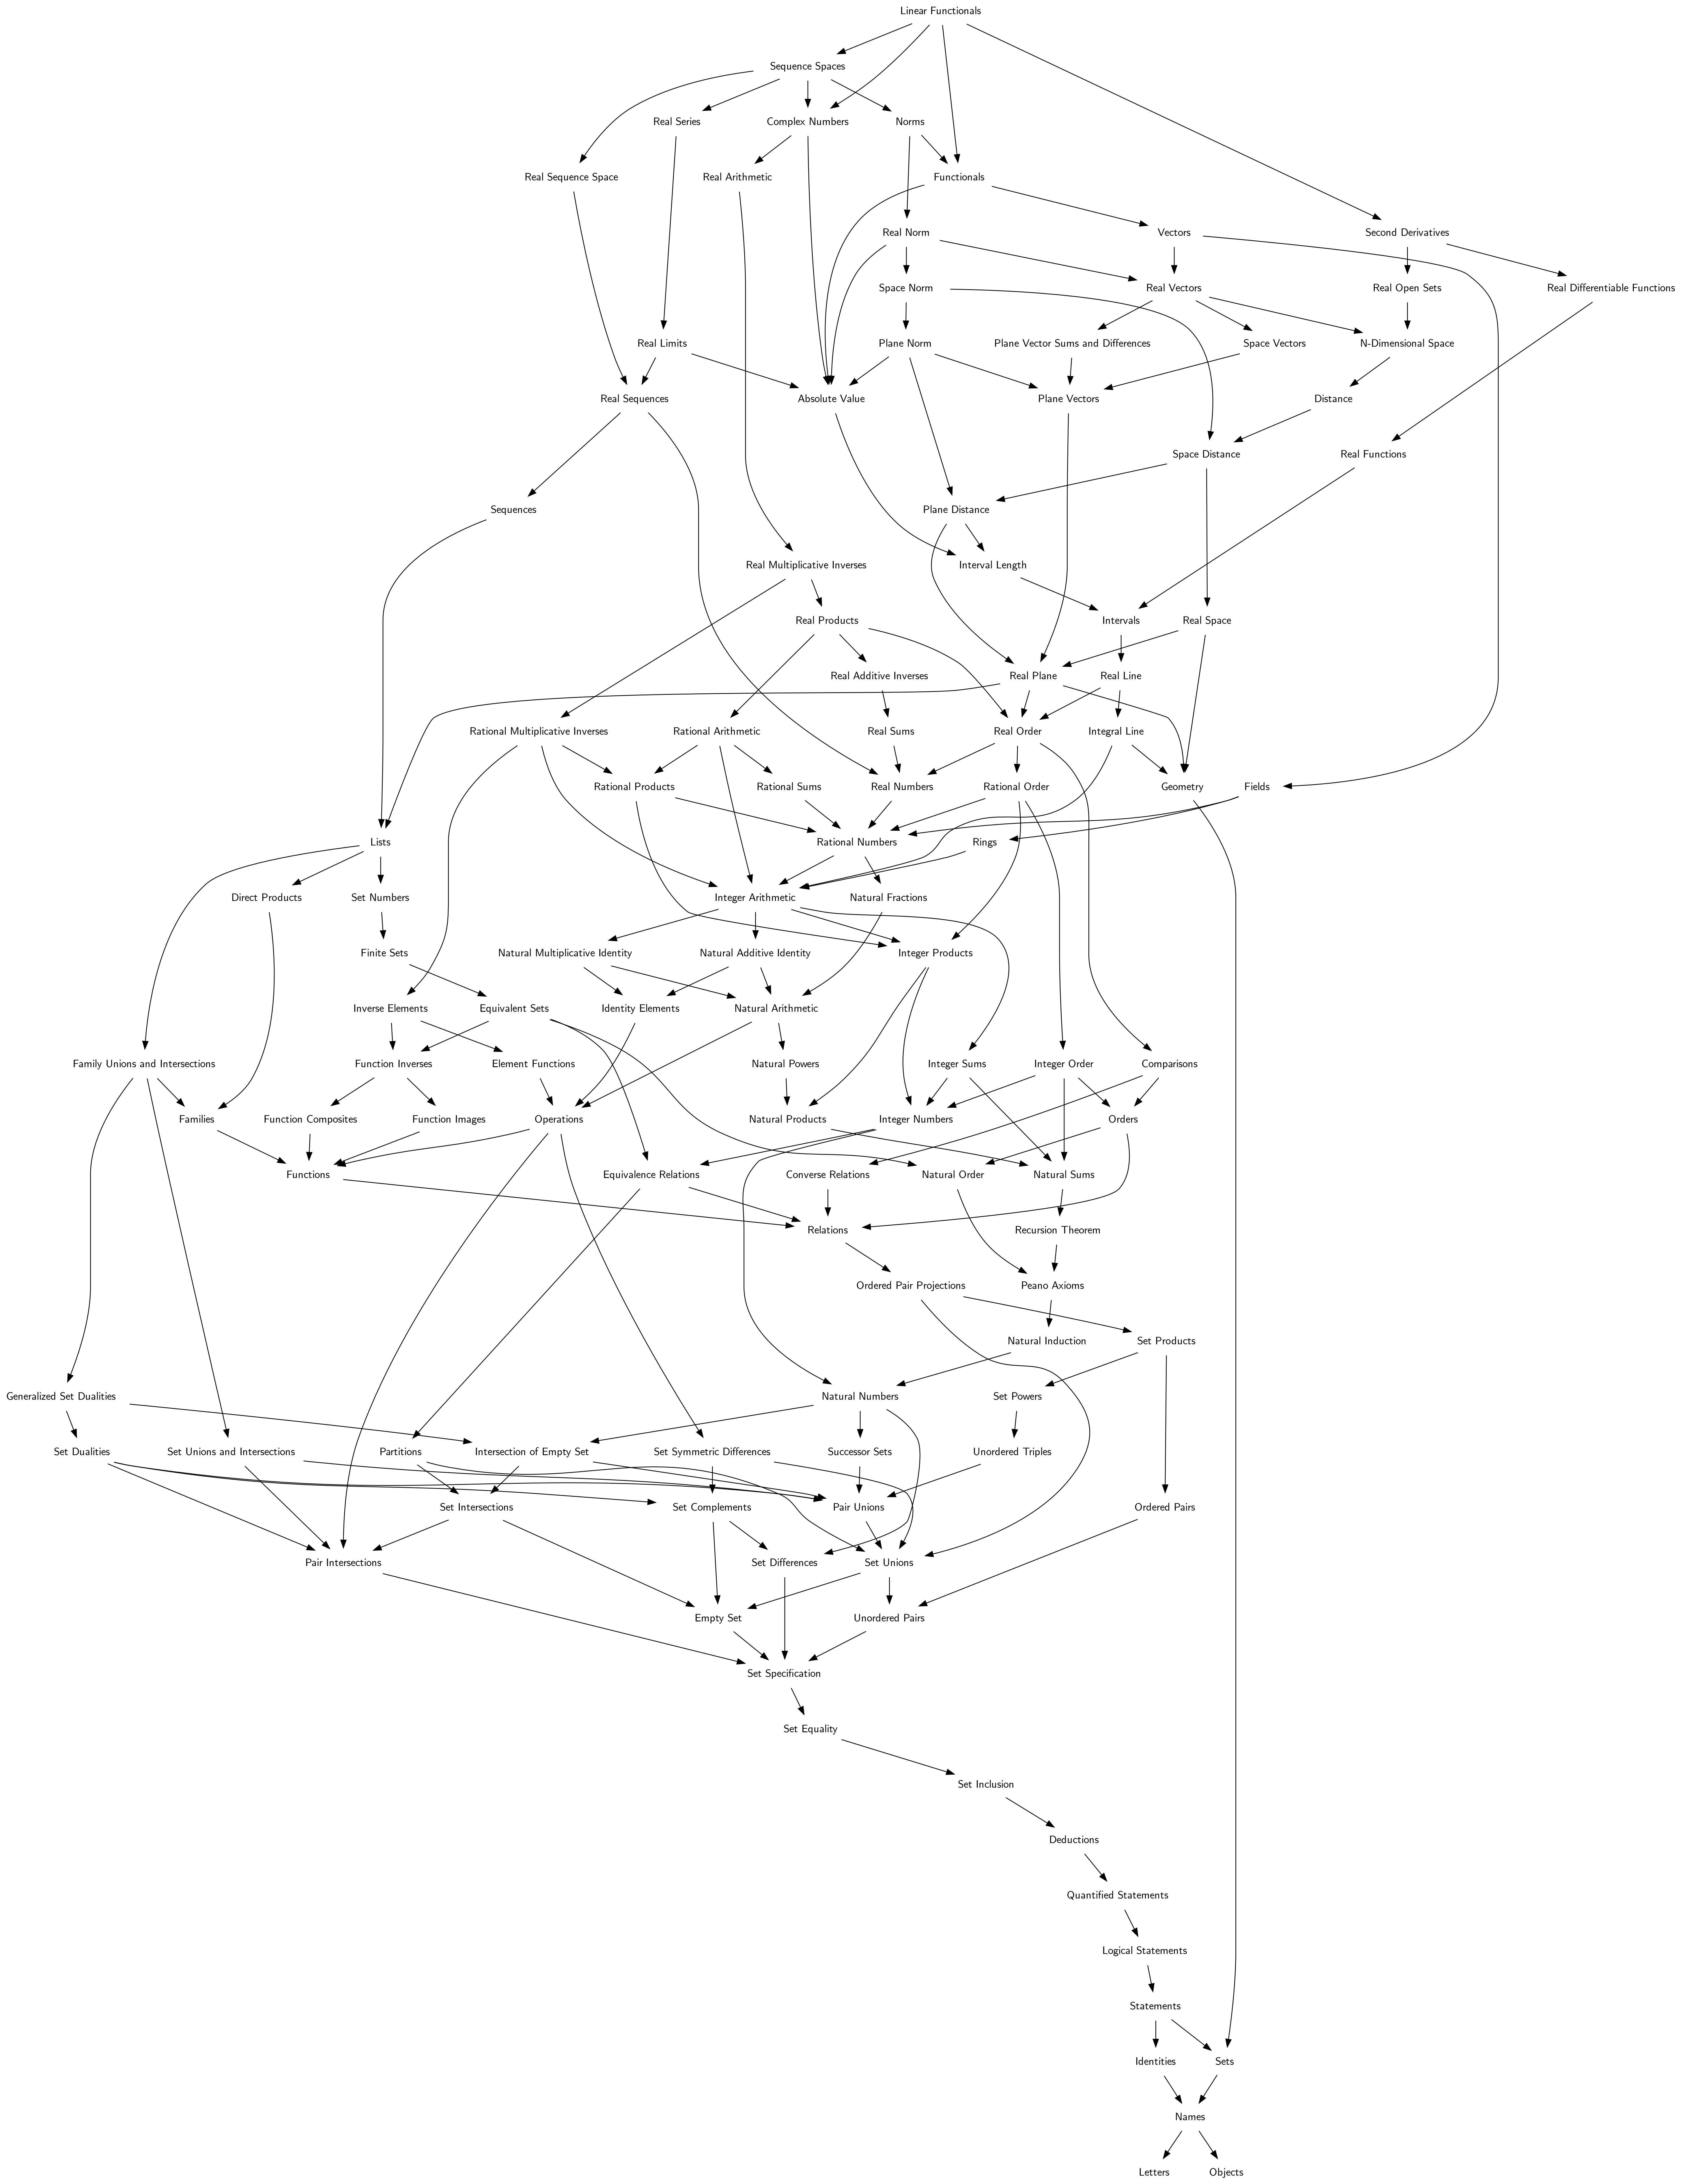 Linear Functionals
Sequence Spaces
Real Series
Complex Numbers
Norms
Real Sequence Space
Real Arithmetic
Functionals
Real Norm
Vectors
Second Derivatives
Space Norm
Real Vectors
Real Open Sets
Real Differentiable Functions
Real Limits
Plane Norm
Plane Vector Sums and Differences
Space Vectors
N-Dimensional Space
Real Sequences
Absolute Value
Plane Vectors
Distance
Space Distance
Real Functions
Sequences
Plane Distance
Real Multiplicative Inverses
Interval Length
Real Products
Intervals
Real Space
Real Additive Inverses
Real Plane
Real Line
Rational Multiplicative Inverses
Rational Arithmetic
Real Sums
Real Order
Integral Line
Rational Products
Rational Sums
Real Numbers
Rational Order
Geometry
Fields
Lists
Rational Numbers
Rings
Direct Products
Set Numbers
Integer Arithmetic
Natural Fractions
Finite Sets
Natural Multiplicative Identity
Natural Additive Identity
Integer Products
Inverse Elements
Equivalent Sets
Identity Elements
Natural Arithmetic
Family Unions and Intersections
Function Inverses
Element Functions
Natural Powers
Integer Sums
Integer Order
Comparisons
Families
Function Composites
Function Images
Operations
Natural Products
Integer Numbers
Orders
Functions
Equivalence Relations
Converse Relations
Natural Order
Natural Sums
Relations
Recursion Theorem
Ordered Pair Projections
Peano Axioms
Natural Induction
Set Products
Generalized Set Dualities
Natural Numbers
Set Powers
Set Dualities
Set Unions and Intersections
Partitions
Intersection of Empty Set
Set Symmetric Differences
Successor Sets
Unordered Triples
Set Intersections
Set Complements
Pair Unions
Ordered Pairs
Pair Intersections
Set Differences
Set Unions
Empty Set
Unordered Pairs
Set Specification
Set Equality
Set Inclusion
Deductions
Quantified Statements
Logical Statements
Statements
Identities
Sets
Names
Letters
Objects